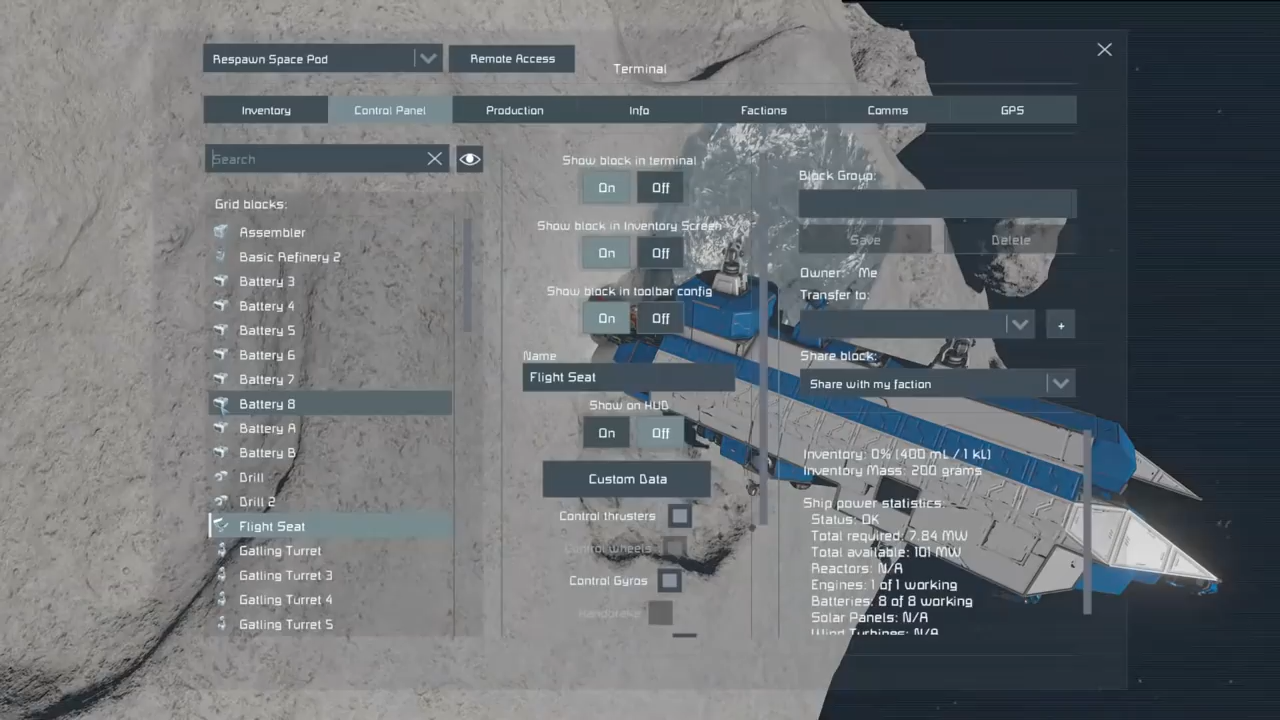 Respawn Space Pod
Remote Access
Terminal
Inventory
Control Panel
Production
Info
Factions
Comms
GPS
Search
Grid blocks:
Assembler
Basic Refinery 2
Battery 3
Battery 4
Battery 5
Battery 6
Battery 7
Battery 8
Battery A
Battery B
Drill
Drill 2
Flight Seat
Gatling Turret
Gatling Turret 3
Gatling Turret 4
Gatling Turret 5
Show block in terminal
On Off
Show block in Inventory Screen
On Off
Show block in toolbar config
On Off
Name
Flight Seat
Show on HUD
On Off
Custom Data
Control thrusters
Control wheels
Control Gyros
Handbrake
Block Group:
Save
Delete
Owner: Me
Transfer to:
+
Share block:
Share with my faction
Inventory: 0% (400 mL / 1 kL)
Inventory Mass: 200 grams
Ship power statistics:
Status: OK
Total required: 7.84 MW
Total available: 101 MW
Reactors: N/A
Engines: 1 of 1 working
Batteries: 8 of 8 working
Solar Panels: N/A
Wind Turbines: N/A